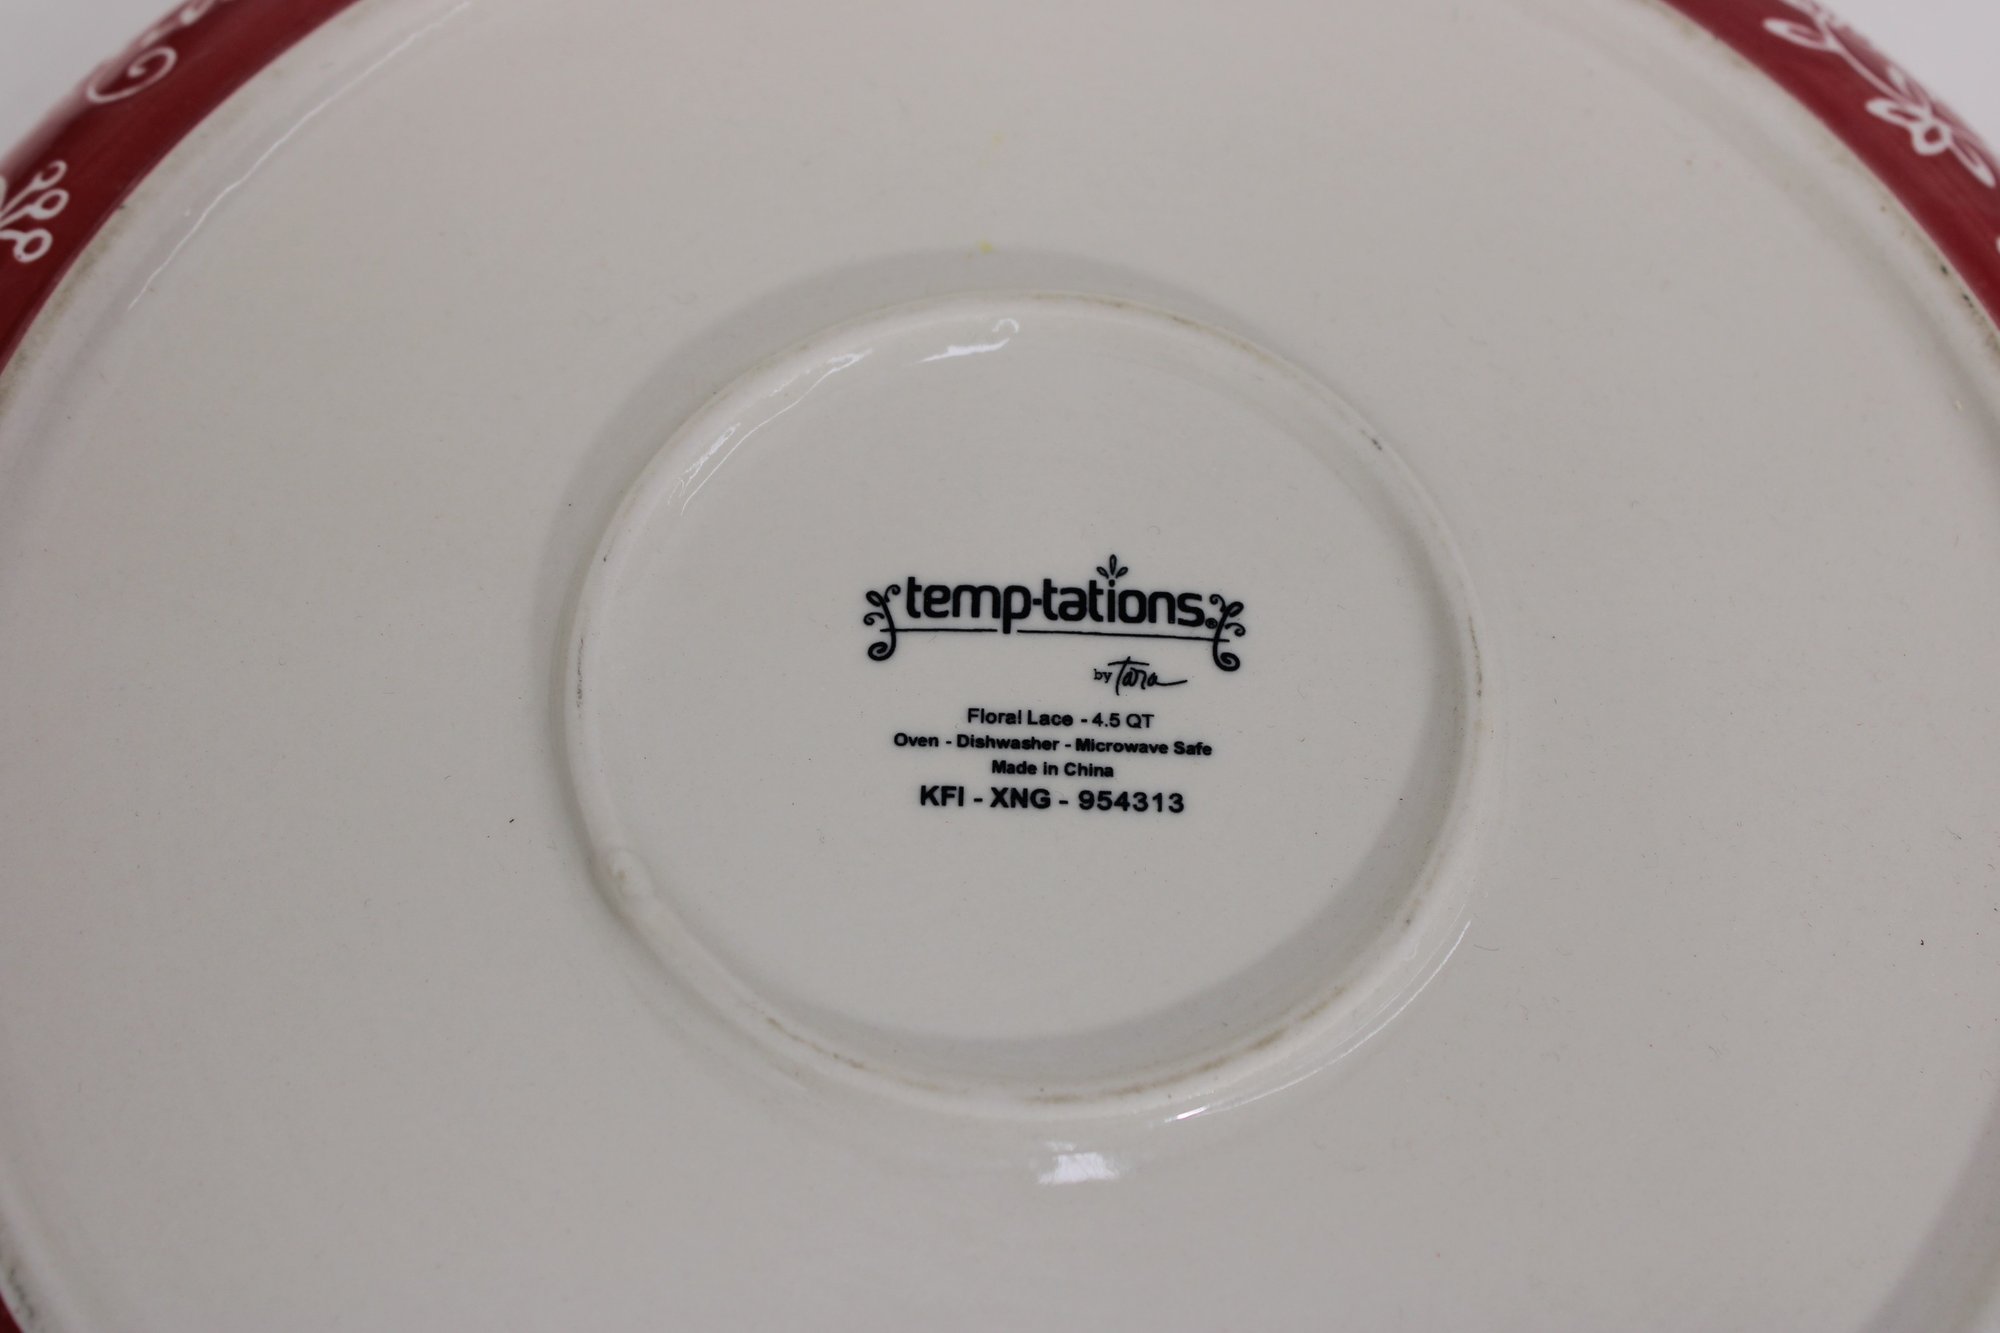 temp-tations®
by Tara
Floral Lace - 4.5 QT
Oven - Dishwasher - Microwave Safe
Made in China
KFI - XNG - 954313